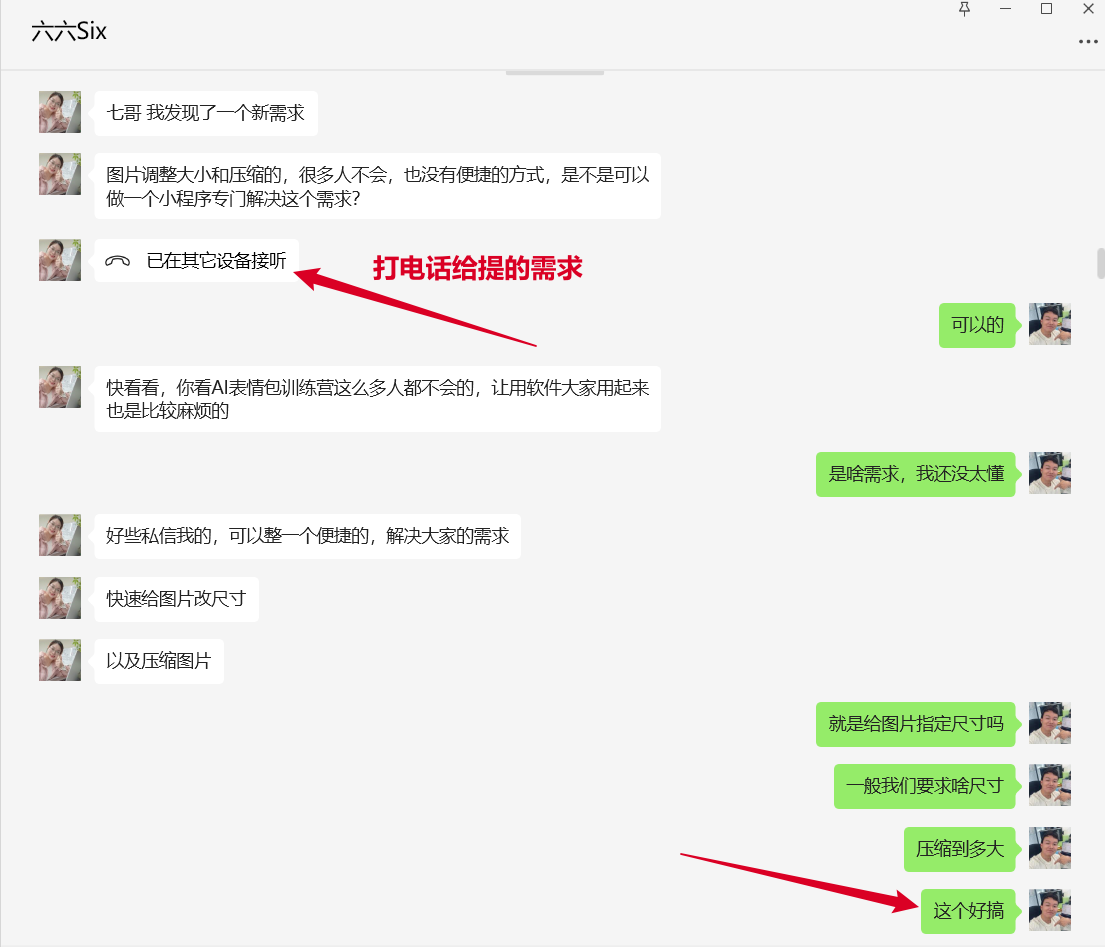 六六Six
七哥 我发现了一个新需求
图片调整大小和压缩的，很多人不会，也没有便捷的方式，是不是可以
做一个小程序专门解决这个需求?
已在其它设备接听
打电话给提的需求
可以的
快看看，你看AI表情包训练营这么多人都不会的，让用软件大家用起来
也是比较麻烦的
是啥需求，我还没太懂
好些私信我的，可以整一个便捷的，解决大家的需求
快速给图片改尺寸
以及压缩图片
就是给图片指定尺寸吗
一般我们要求啥尺寸
压缩到多大
这个好搞